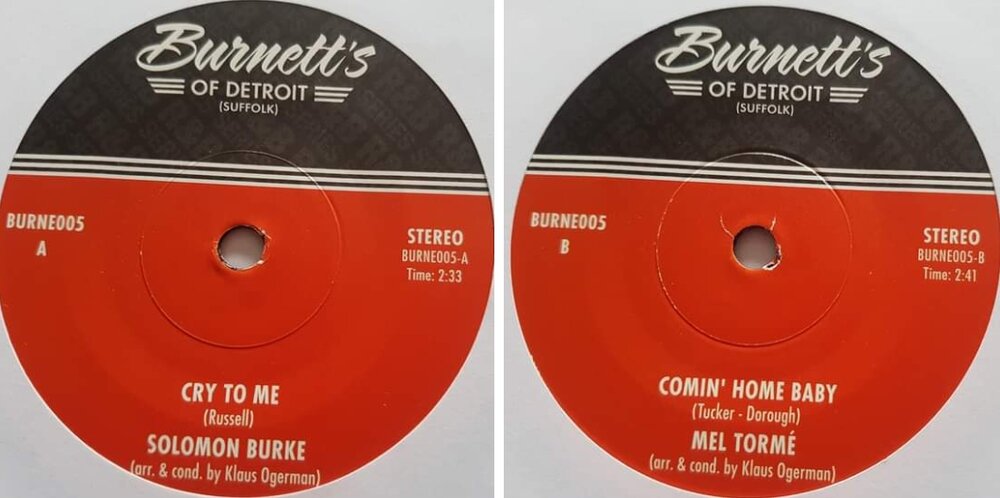 Burnett's
OF DETROIT
(SUFFOLK)
BURNE005
A
STEREO
BURNE005-A
Time: 2:33
CRY TO ME
(Russell)
SOLOMON BURKE
(arr. & cond. by Klaus Ogerman)
Burnett's
OF DETROIT
(SUFFOLK)
BURNE005
B
STEREO
BURNE005-B
Time: 2:41
COMIN' HOME BABY
(Tucker - Dorough)
MEL TORMÉ
(arr. & cond. by Klaus Ogerman)